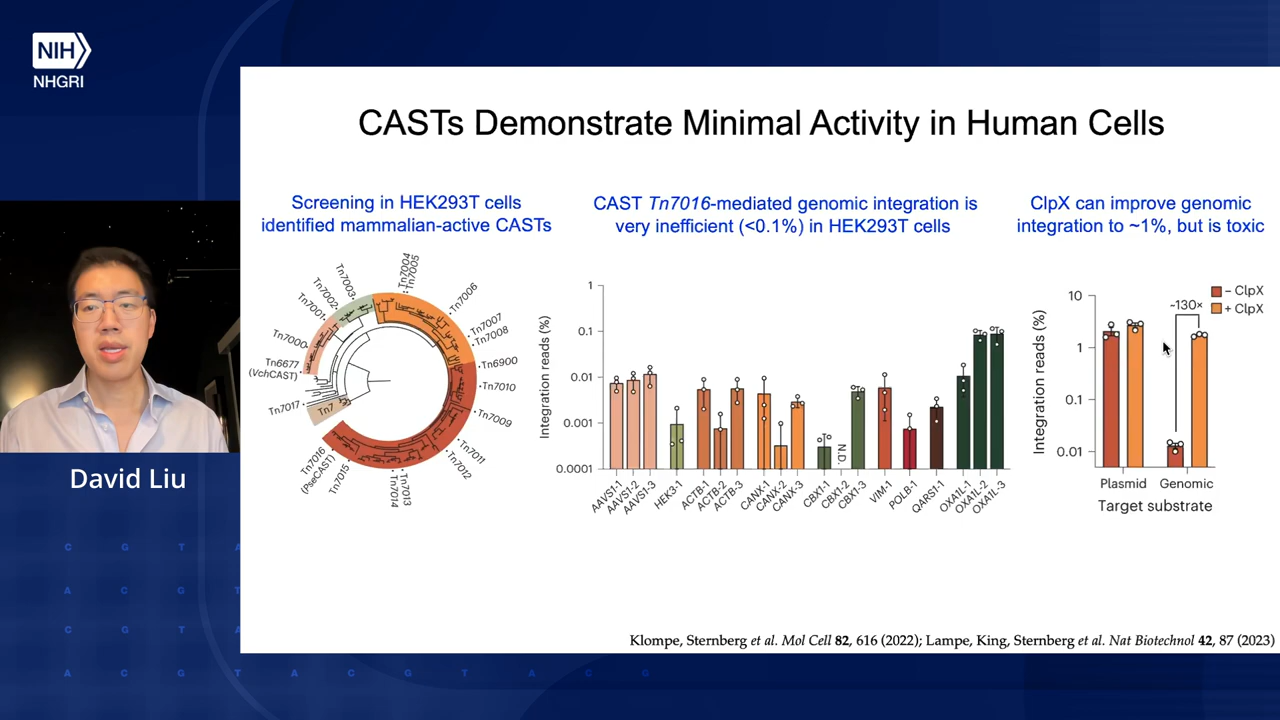 NIH
NHGRI
CASTs Demonstrate Minimal Activity in Human Cells
Screening in HEK293T cells
identified mammalian-active CASTs
Tn7000
Tn7001
Tn7002
Tn7003
Tn7004
Tn7005
Tn7006
Tn7007
Tn7008
Tn6900
Tn7010
Tn7009
Tn7011
Tn7012
Tn7013
Tn7014
Tn7015
Tn7016
(PseCAST)
Tn7
Tn7017
Tn6677
(VchCAST)
CAST Tn7016-mediated genomic integration is
very inefficient (<0.1%) in HEK293T cells
Integration reads (%)
1
0.1
0.01
0.001
0.0001
N.D.
AAVS1-1
AAVS1-2
AAVS1-3
HEK3-1
ACTB-1
ACTB-2
ACTB-3
CANX-1
CANX-2
CANX-3
CBX1-1
CBX1-2
CBX1-3
VIM-1
POLB-1
QARS1-1
OXA1L-1
OXA1L-2
OXA1L-3
ClpX can improve genomic
integration to ~1%, but is toxic
− ClpX
+ ClpX
~130×
Integration reads (%)
10
1
0.1
0.01
Plasmid Genomic
Target substrate
Klompe, Sternberg et al. Mol Cell 82, 616 (2022); Lampe, King, Sternberg et al. Nat Biotechnol 42, 87 (2023)
David Liu
C G T A
A C G T
C G T A
A C G T A C T A C G